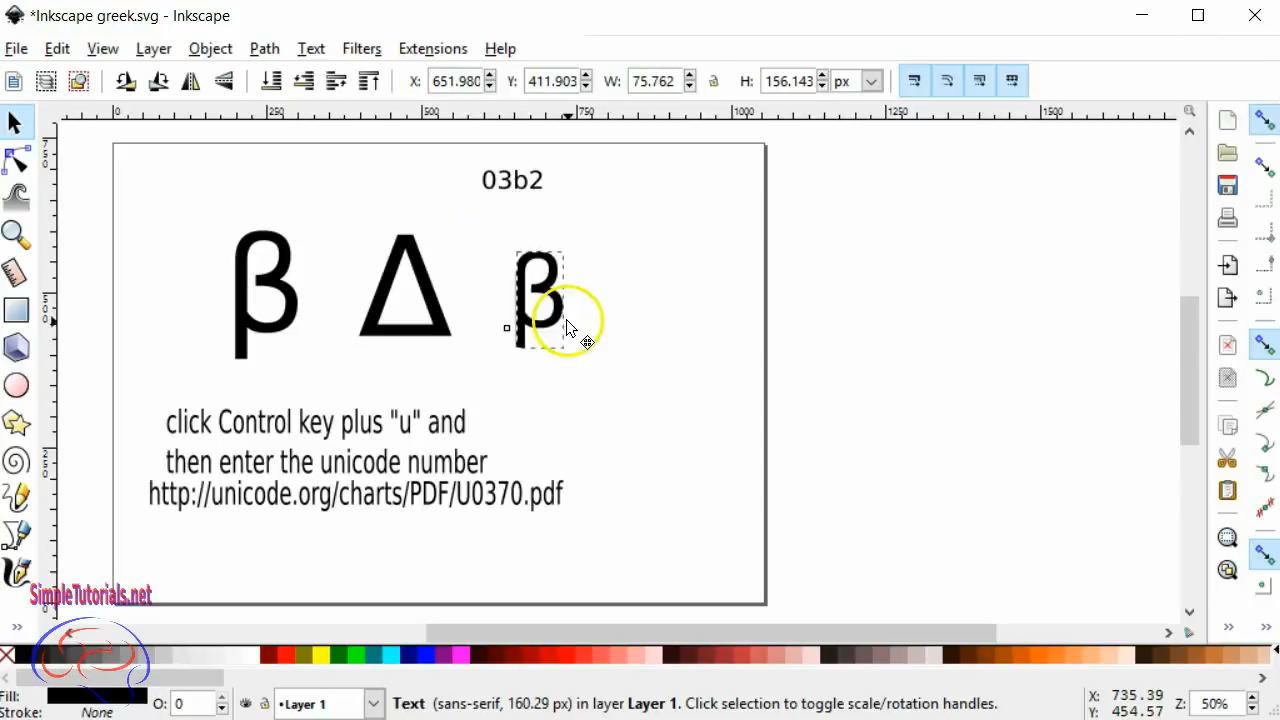 *Inkscape greek.svg - Inkscape
File Edit View Layer Object Path Text Filters Extensions Help
X: 651.980 Y: 411.903 W: 75.762 H: 156.143 px
0 250 500 750 1000 1250 1500
03b2
β Δ β
click Control key plus "u" and
then enter the unicode number
http://unicode.org/charts/PDF/U0370.pdf
SimpleTutorials.net
Fill:
Stroke: None
O: 0
•Layer 1
Text (sans-serif, 160.29 px) in layer Layer 1. Click selection to toggle scale/rotation handles.
X: 735.39
Y: 454.57
Z: 50%